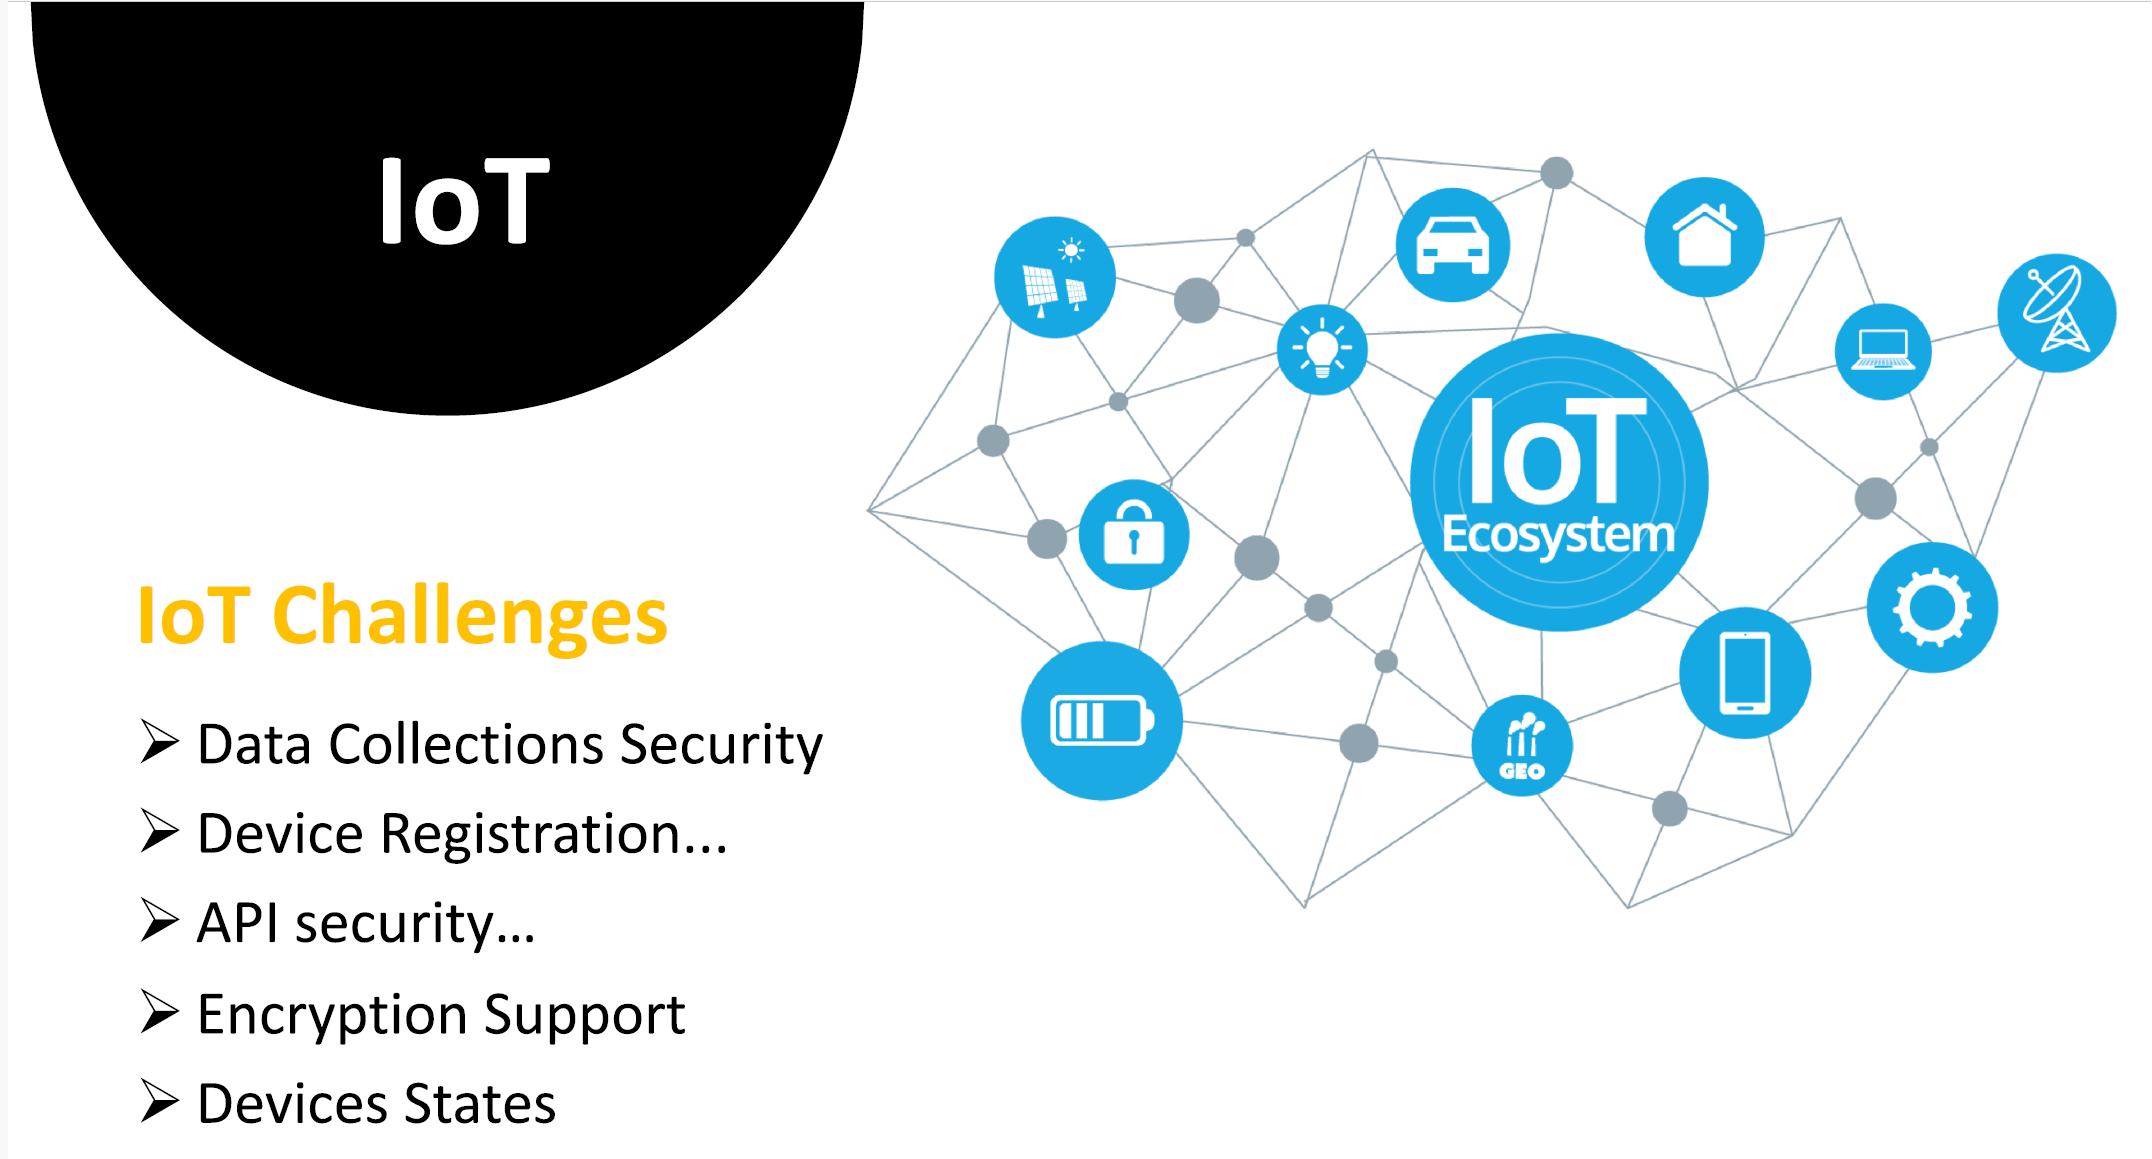 IoT
IoT Challenges
Data Collections Security
Device Registration...
API security...
Encryption Support
Devices States
IoT
Ecosystem
GEO